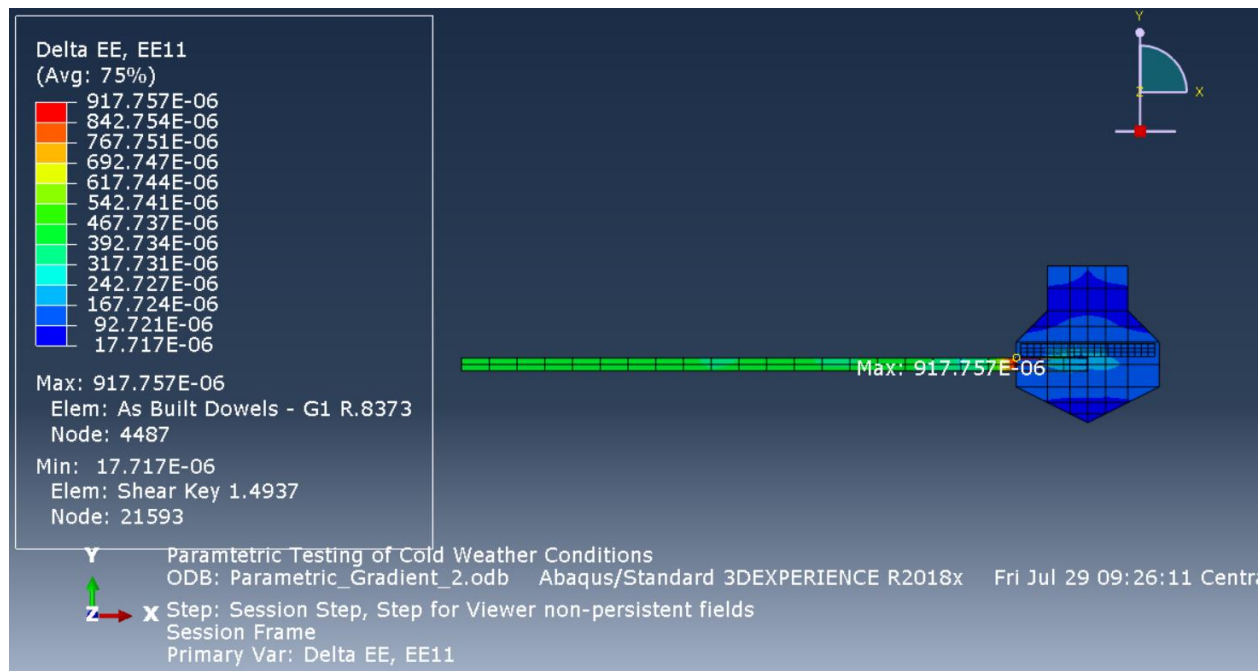 Delta EE, EE11
(Avg: 75%)
917.757E-06
842.754E-06
767.751E-06
692.747E-06
617.744E-06
542.741E-06
467.737E-06
392.734E-06
317.731E-06
242.727E-06
167.724E-06
92.721E-06
17.717E-06
Max: 917.757E-06
Elem: As Built Dowels - G1 R.8373
Node: 4487
Min: 17.717E-06
Elem: Shear Key 1.4937
Node: 21593
Y
X
Z
Max: 917.757E-06
Y
Z
X
Paramtetric Testing of Cold Weather Conditions
ODB: Parametric_Gradient_2.odb Abaqus/Standard 3DEXPERIENCE R2018x Fri Jul 29 09:26:11 Centra
Step: Session Step, Step for Viewer non-persistent fields
Session Frame
Primary Var: Delta EE, EE11